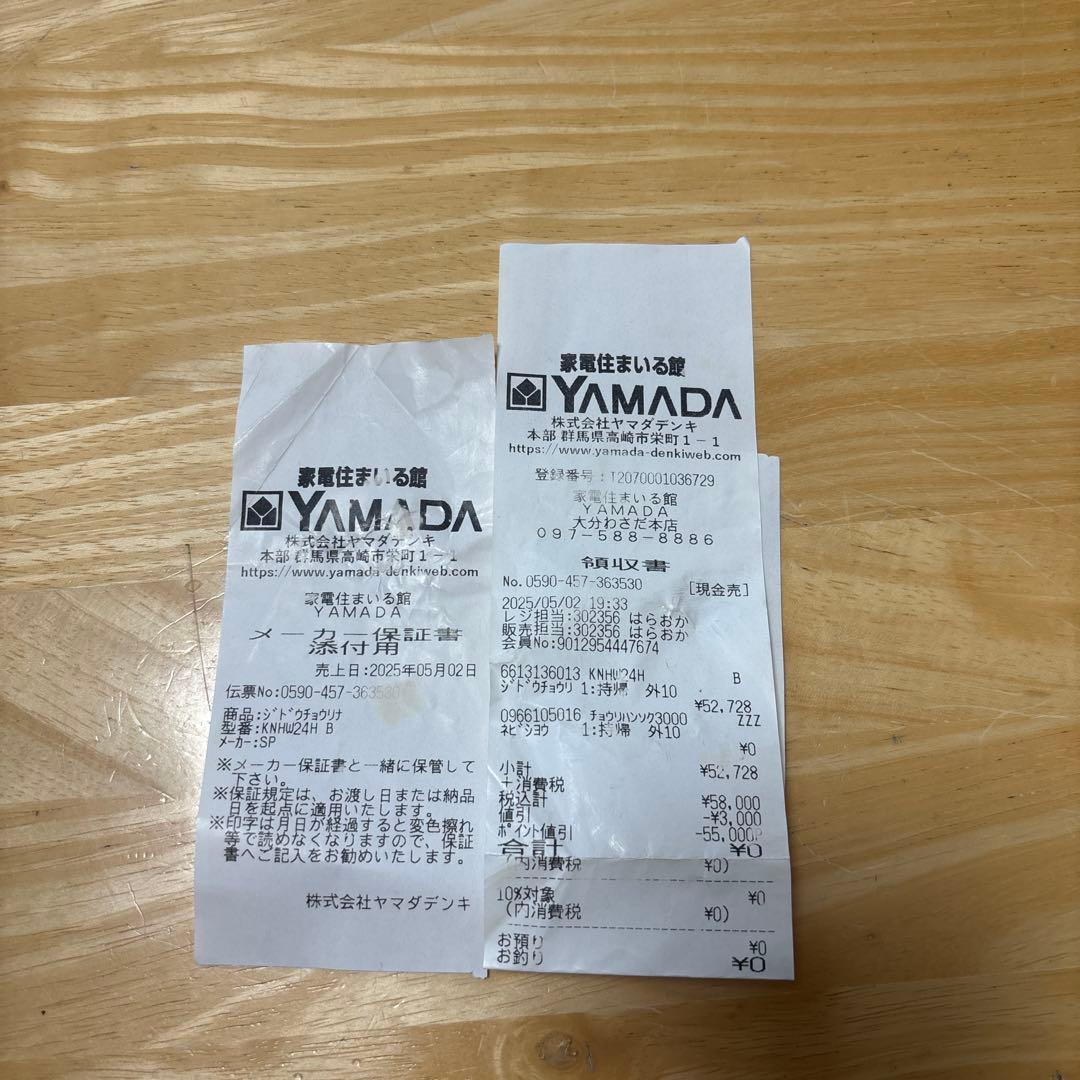 家電住まいる館
YAMADA
株式会社ヤマダデンキ
本部 群馬県高崎市栄町1-1
https://www.yamada-denkiweb.com
家電住まいる館
YAMADA
メーカー保証書
添付用
売上日:2025年05月02日
伝票No:0590-457-363530
商品:ジドウチョウリナ
型番:KNHW24H B
メーカー:SP
※メーカー保証書と一緒に保管して
下さい。
※保証規定は、お渡し日または納品
日を起点に適用いたします。
※印字は月日が経過すると変色擦れ
等で読めなくなりますので、保証
書へご記入をお勧めいたします。
株式会社ヤマダデンキ
家電住まいる館
YAMADA
株式会社ヤマダデンキ
本部 群馬県高崎市栄町1-1
https://www.yamada-denkiweb.com
登録番号:T2070001036729
家電住まいる館
YAMADA
大分わさだ本店
097-588-8886
領収書
No.0590-457-363530 [現金売]
2025/05/02 19:33
レジ担当:302356 はらおか
販売担当:302356 はらおか
会員No:9012954447674
6613136013 KNHW24H B
ジドウチョウリ 1:持帰 外10
¥52,728
0966105016 チョウリハンソク3000 ZZZ
ネビシヨウ 1:持帰 外10
¥0
小計 ¥52,728
+消費税
税込計 ¥58,000
値引 -¥3,000
ポイント値引 -55,000P
合計 ¥0
(内消費税 ¥0)
10%対象 ¥0
(内消費税 ¥0)
お預り ¥0
お釣り ¥0